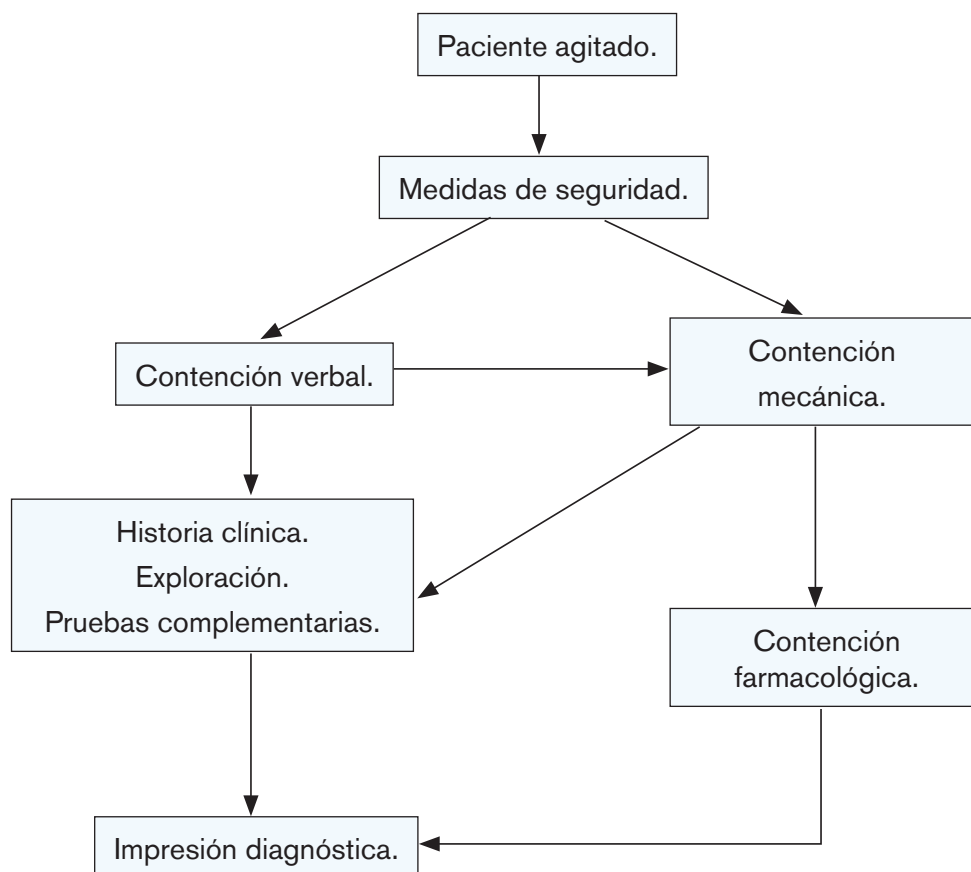 Paciente agitado.
Medidas de seguridad.
Contención verbal.
Contención
mecánica.
Historia clínica.
Exploración.
Pruebas complementarias.
Contención
farmacológica.
Impresión diagnóstica.